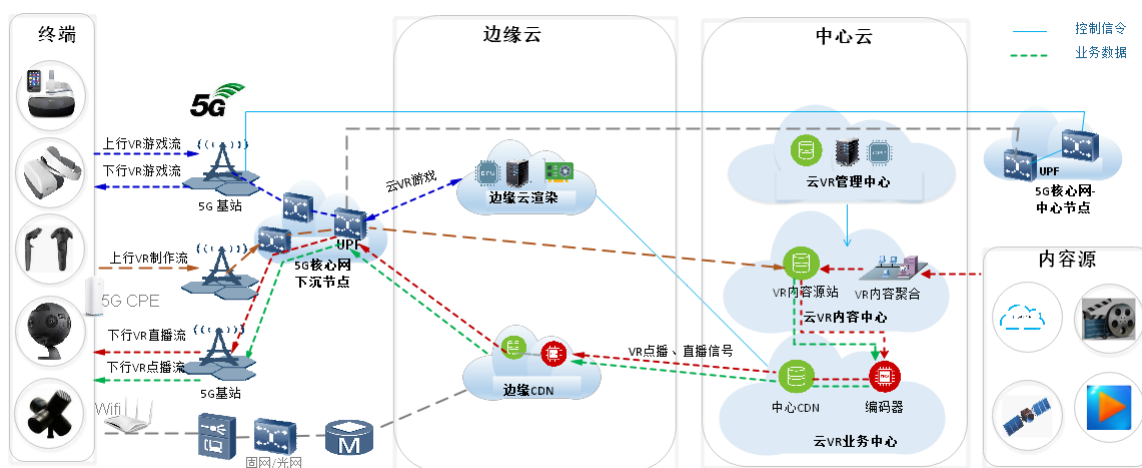 终端
边缘云
中心云
控制信令
业务数据
5G
上行VR游戏流
下行VR游戏流
5G 基站
云VR游戏
边缘云渲染
云VR管理中心
UPF
5G核心网-
中心节点
UPF
5G核心网
下沉节点
上行VR制作流
5G CPE
VR内容源站
VR内容聚合
云VR内容中心
内容源
下行VR直播流
下行VR点播流
5G基站
VR点播、直播信号
边缘CDN
中心CDN
编码器
云VR业务中心
Wifi
M
固网/光网